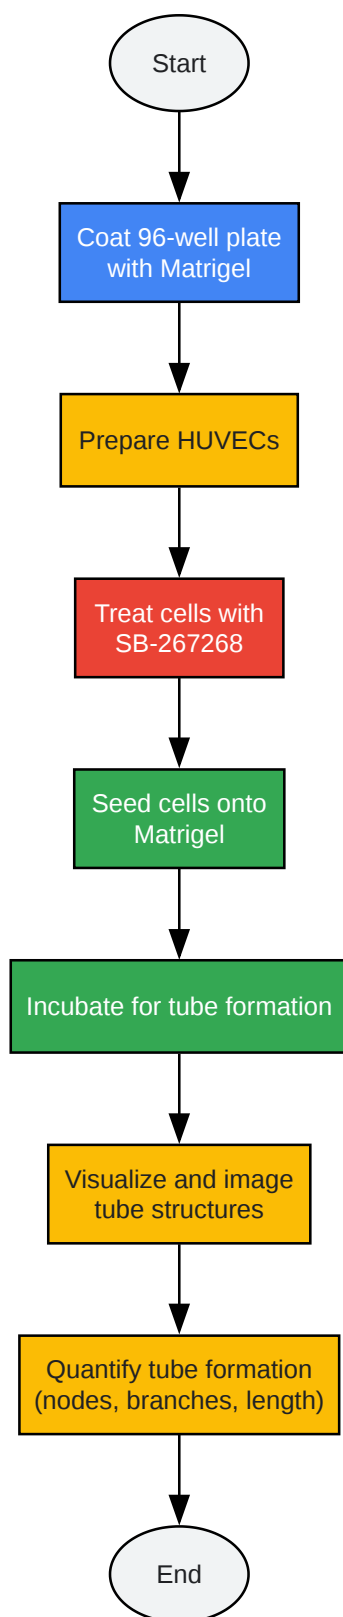 Start
Coat 96-well plate
with Matrigel
Prepare HUVECs
Treat cells with
SB-267268
Seed cells onto
Matrigel
Incubate for tube formation
Visualize and image
tube structures
Quantify tube formation
(nodes, branches, length)
End